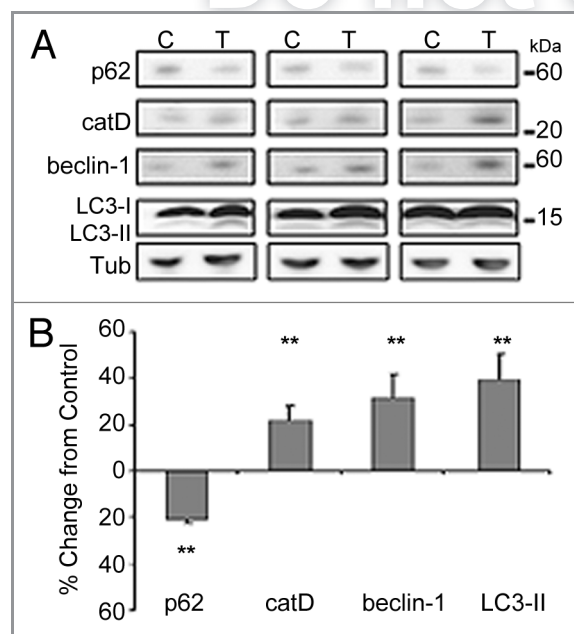 A
C T C T C T kDa
p62 60
catD 20
beclin-1 60
LC3-I
LC3-II 15
Tub
B
% Change from Control
60
40
20
0
20
40
60
** ** ** **
p62 catD beclin-1 LC3-II